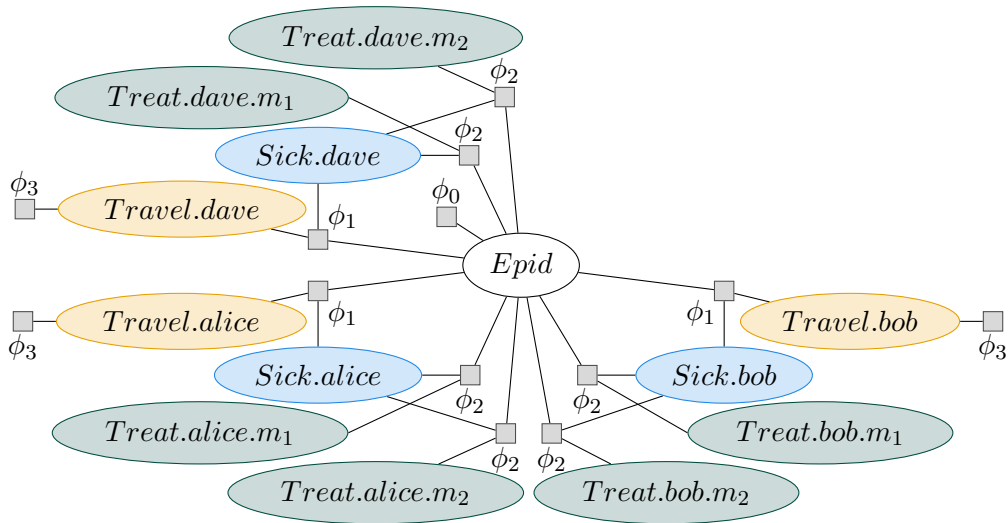 Treat.dave.m₂
ϕ₂
Treat.dave.m₁
ϕ₂
Sick.dave
ϕ₃
Travel.dave
ϕ₀
ϕ₁
Epid
Travel.alice
ϕ₃
ϕ₁
ϕ₁
Travel.bob
ϕ₃
Sick.alice
ϕ₂
ϕ₂
Sick.bob
Treat.alice.m₁
Treat.bob.m₁
ϕ₂
ϕ₂
Treat.alice.m₂
Treat.bob.m₂